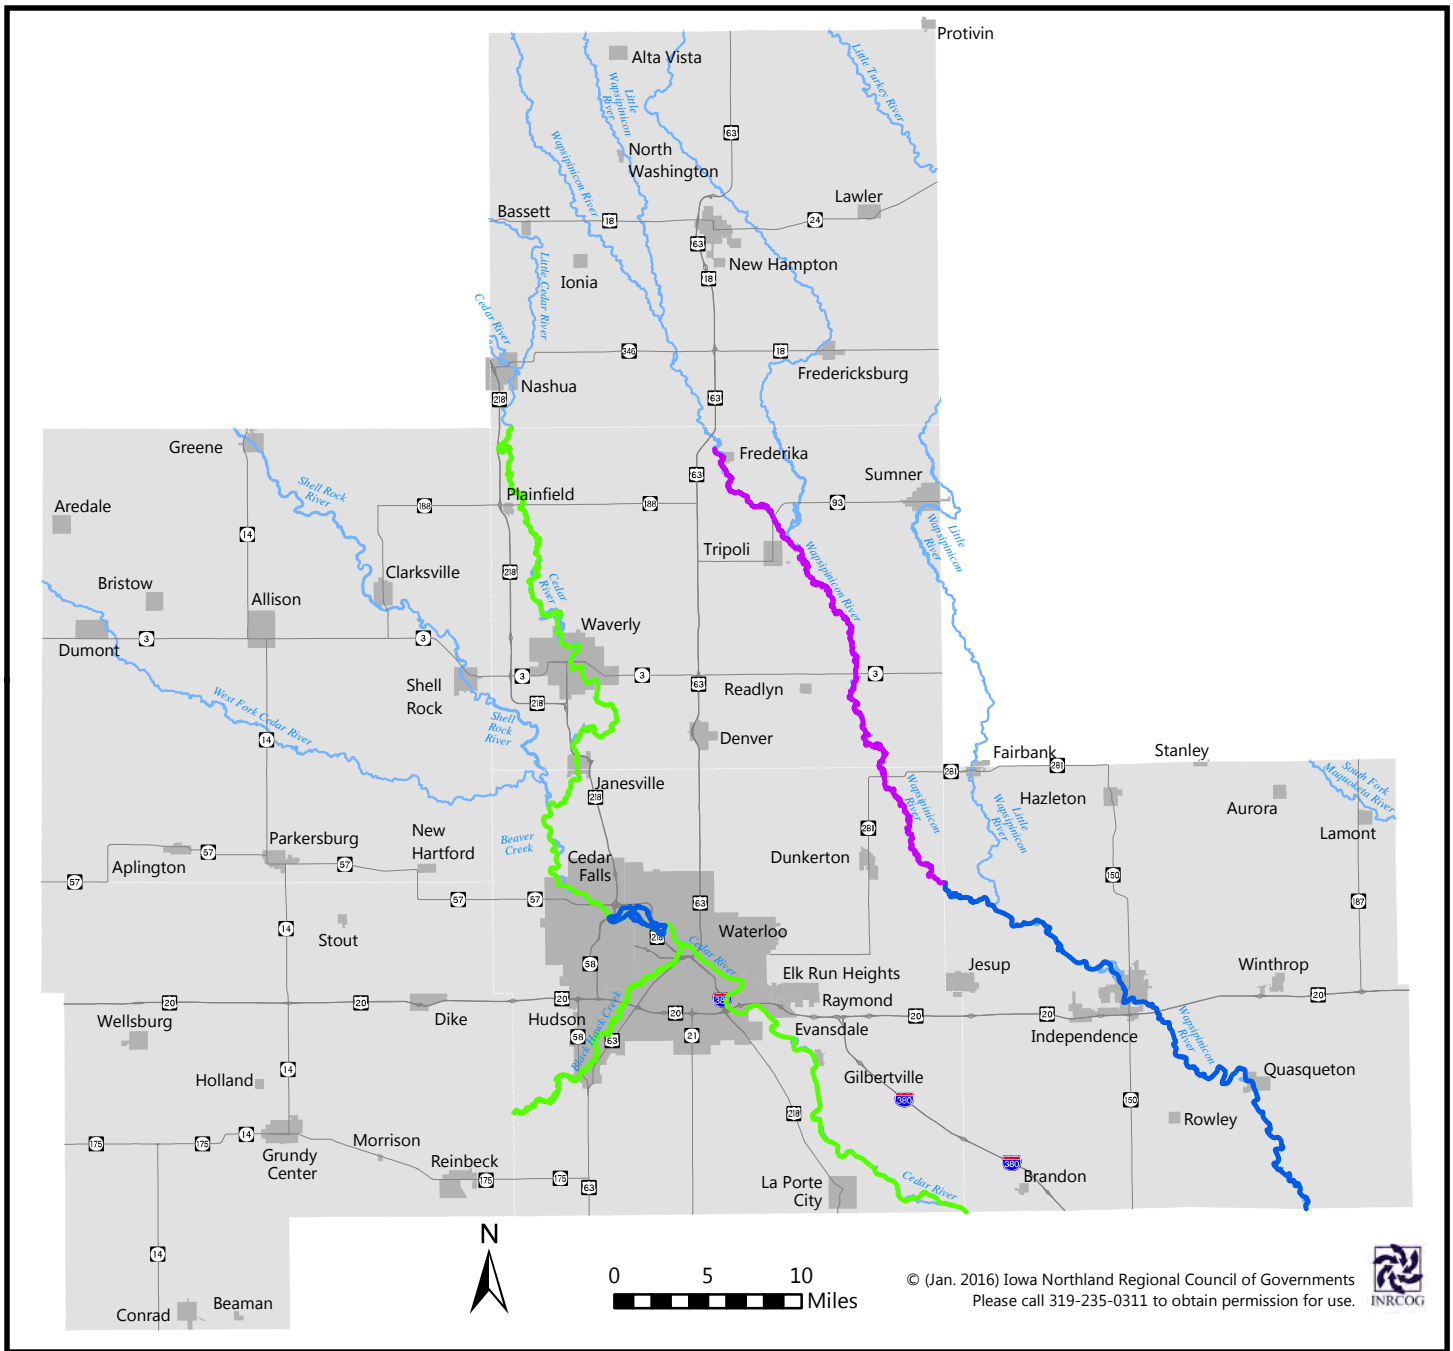 Protivin
Alta Vista
Little Turkey River
Little
Wapsipinicon
River
Wapsipinicon River
63
North
Washington
Lawler
Bassett
18
24
63
New Hampton
18
Ionia
Little Cedar River
Cedar River
346
18
Fredericksburg
Nashua
218
63
Greene
Frederika
Sumner
63
Shell Rock
River
Plainfield
188
188
93
Aredale
14
Little
Wapsipinicon
River
Tripoli
Wapsipinicon River
218
Clarksville
Bristow
Cedar
River
Allison
Waverly
3
3
Dumont
3
3
3
Shell
Rock
Readlyn
63
218
West Fork Cedar River
Shell
Rock
River
14
Denver
Fairbank
Stanley
281
281
South Fork
Maquoketa River
Janesville
218
Hazleton
Aurora
Lamont
Wapsipinicon
River
Little
Wapsipinicon
River
281
Parkersburg
New
Hartford
Beaver
Creek
Cedar
Falls
Dunkerton
57
57
Aplington
57
150
57
57
63
187
14
Stout
Waterloo
218
Cedar River
58
Elk Run Heights
Jesup
Winthrop
20
20
20
20
380
Raymond
Wellsburg
Dike
Hudson
20
20
20
Evansdale
Independence
Wapsipinicon
River
58
63
21
Black Hawk Creek
14
Holland
Gilbertville
Quasqueton
380
150
218
Rowley
175
175
14
Morrison
Grundy
Center
Reinbeck
175
175
63
380
Brandon
La Porte
City
Cedar River
14
N
0 5 10
Miles
Conrad
Beaman
© (Jan. 2016) Iowa Northland Regional Council of Governments
Please call 319-235-0311 to obtain permission for use.
INRCOG